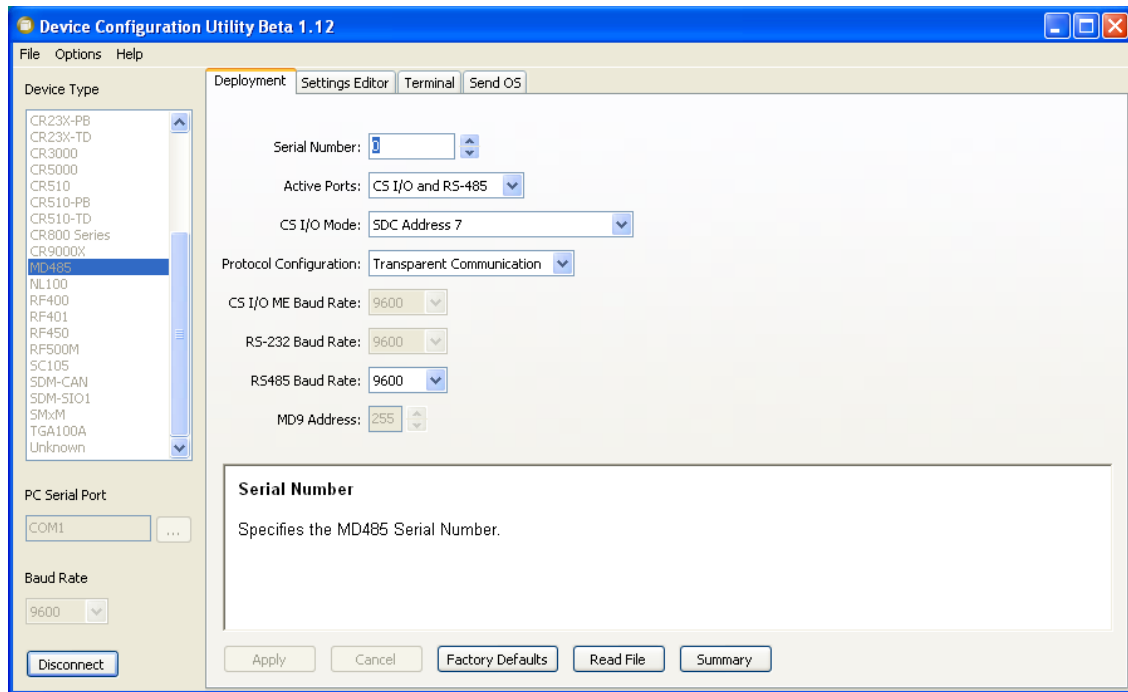 Device Configuration Utility Beta 1.12
File Options Help
Device Type
CR23X-PB
CR23X-TD
CR3000
CR5000
CR510
CR510-PB
CR510-TD
CR800 Series
CR9000X
MD485
NL100
RF400
RF401
RF450
RF500M
SC105
SDM-CAN
SDM-SIO1
SMxM
TGA100A
Unknown
PC Serial Port
COM1 ...
Baud Rate
9600
Disconnect
Deployment Settings Editor Terminal Send OS
Serial Number: 0
Active Ports: CS I/O and RS-485
CS I/O Mode: SDC Address 7
Protocol Configuration: Transparent Communication
CS I/O ME Baud Rate: 9600
RS-232 Baud Rate: 9600
RS485 Baud Rate: 9600
MD9 Address: 255
Serial Number
Specifies the MD485 Serial Number.
Apply Cancel Factory Defaults Read File Summary